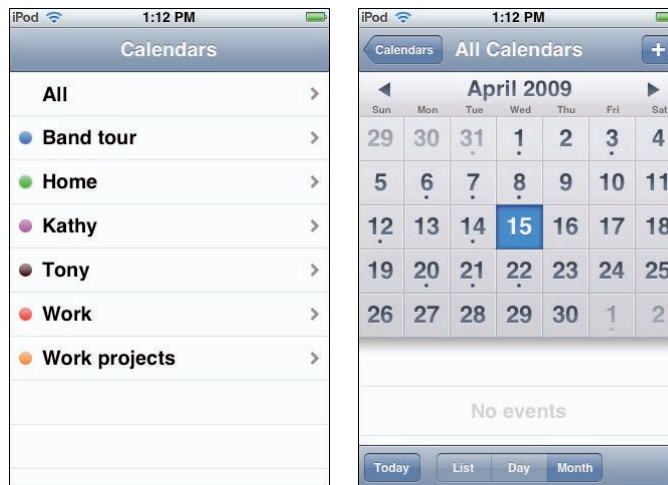 iPod 1:12 PM
Calendars
All
Band tour
Home
Kathy
Tony
Work
Work projects
iPod 1:12 PM
Calendars All Calendars +
April 2009
Sun Mon Tue Wed Thu Fri Sat
29 30 31 1 2 3 4
5 6 7 8 9 10 11
12 13 14 15 16 17 18
19 20 21 22 23 24 25
26 27 28 29 30 1 2
No events
Today List Day Month